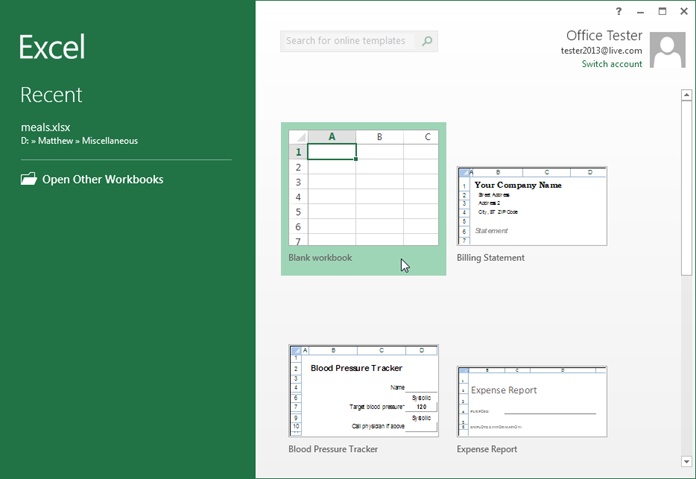 Excel
Recent
meals.xlsx
D: » Matthew » Miscellaneous
Open Other Workbooks
?
Search for online templates
Office Tester
tester2013@live.com
Switch account
A B C
1
2
3
4
5
6
7
Blank workbook
A B C D
1 Your Company Name
2 Street Address
3 Address 2
4 City, ST ZIP Code
5
6 Statement
7
Billing Statement
A B C D
1
2 Blood Pressure Tracker
3
4 Name
6 Systolic
7 Target blood pressure* 120
9 Systolic
10 Call physician if above
Blood Pressure Tracker
Expense Report
Expense Report